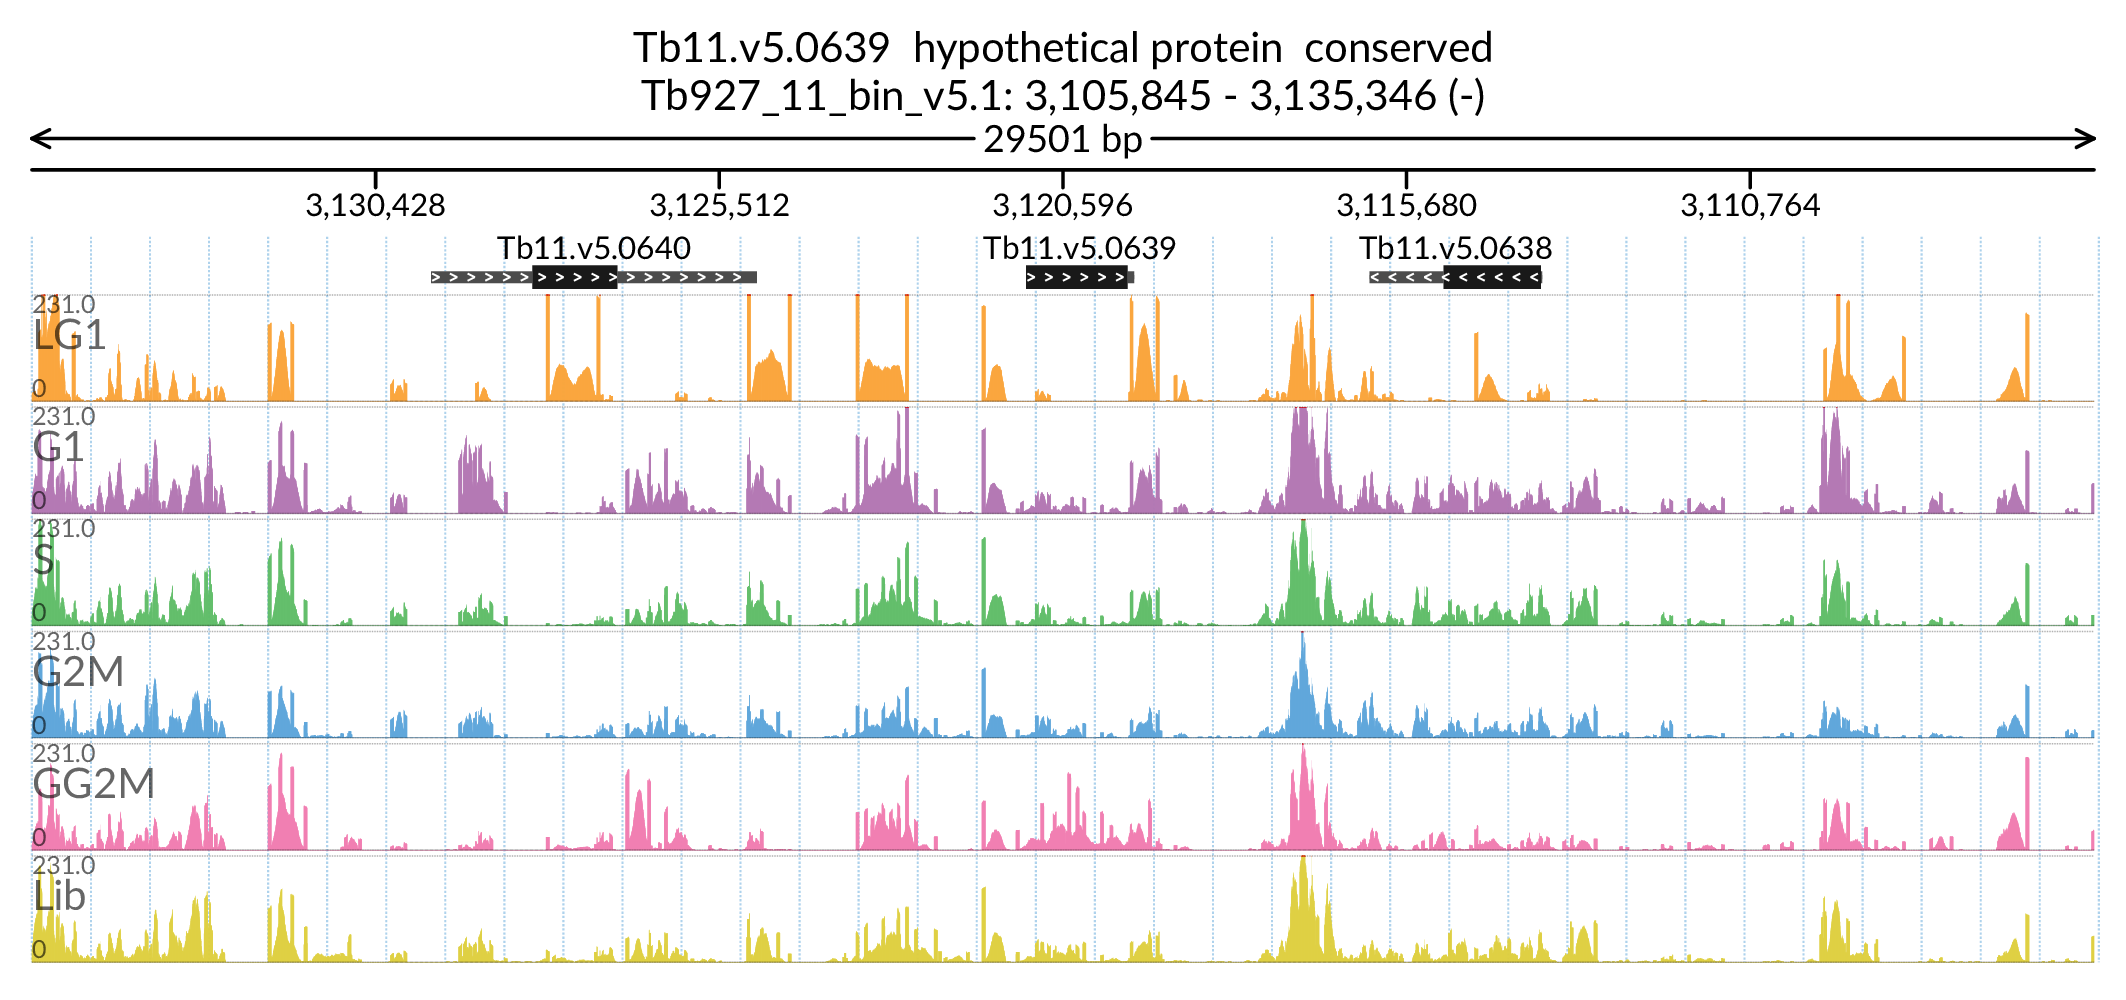 Tb11.v5.0639 hypothetical protein conserved
Tb927_11_bin_v5.1: 3,105,845 - 3,135,346 (-)
29501 bp
3,130,428 3,125,512 3,120,596 3,115,680 3,110,764
Tb11.v5.0640 Tb11.v5.0639 Tb11.v5.0638
231.0
LG1
0
231.0
G1
0
231.0
S
0
231.0
G2M
0
231.0
GG2M
0
231.0
Lib
0